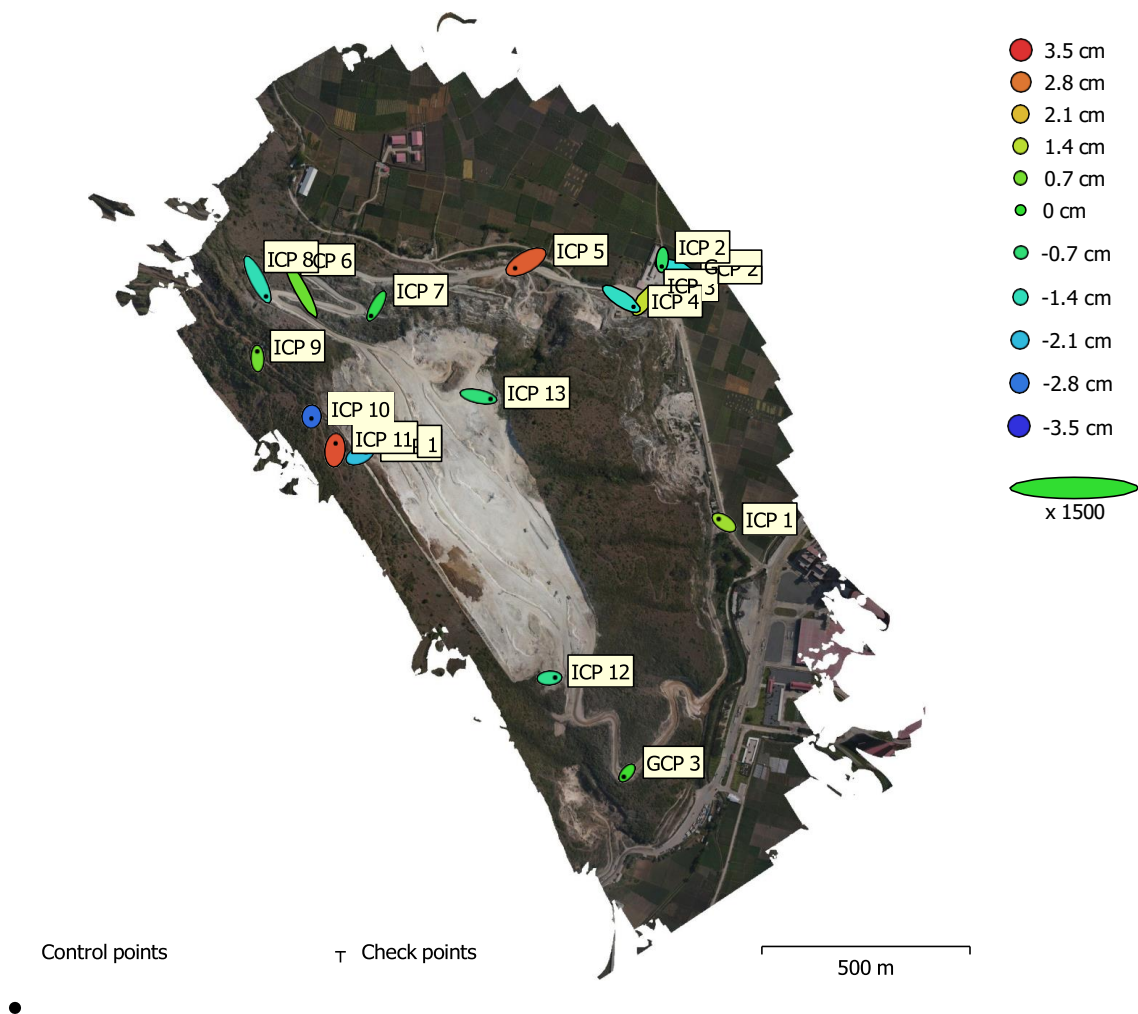 3.5 cm
2.8 cm
2.1 cm
1.4 cm
0.7 cm
0 cm
-0.7 cm
-1.4 cm
-2.1 cm
-2.8 cm
-3.5 cm
x 1500
ICP 2
ICP 5
ICP 8
CP 6
G
CP 2
ICP 3
ICP 4
ICP 7
ICP 9
ICP 13
ICP 10
ICP 11
1
ICP 1
ICP 12
GCP 3
Control points
T Check points
500 m